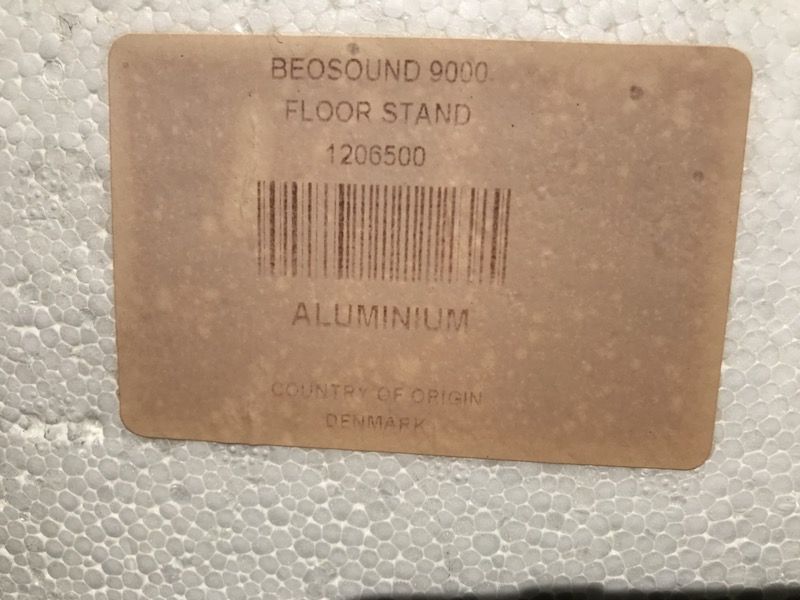 BEOSOUND 9000
FLOOR STAND
1206500
ALUMINIUM
COUNTRY OF ORIGIN
DENMARK